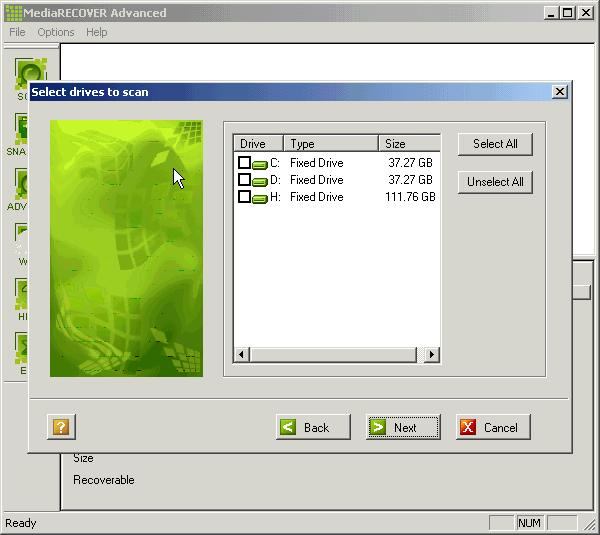 MediaRECOVER Advanced
File Options Help
Select drives to scan
Drive Type Size
C: Fixed Drive 37.27 GB
D: Fixed Drive 37.27 GB
H: Fixed Drive 111.76 GB
Select All
Unselect All
SNA
ADV
W
HI
E
? Back Next X Cancel
Size
Recoverable
Ready NUM